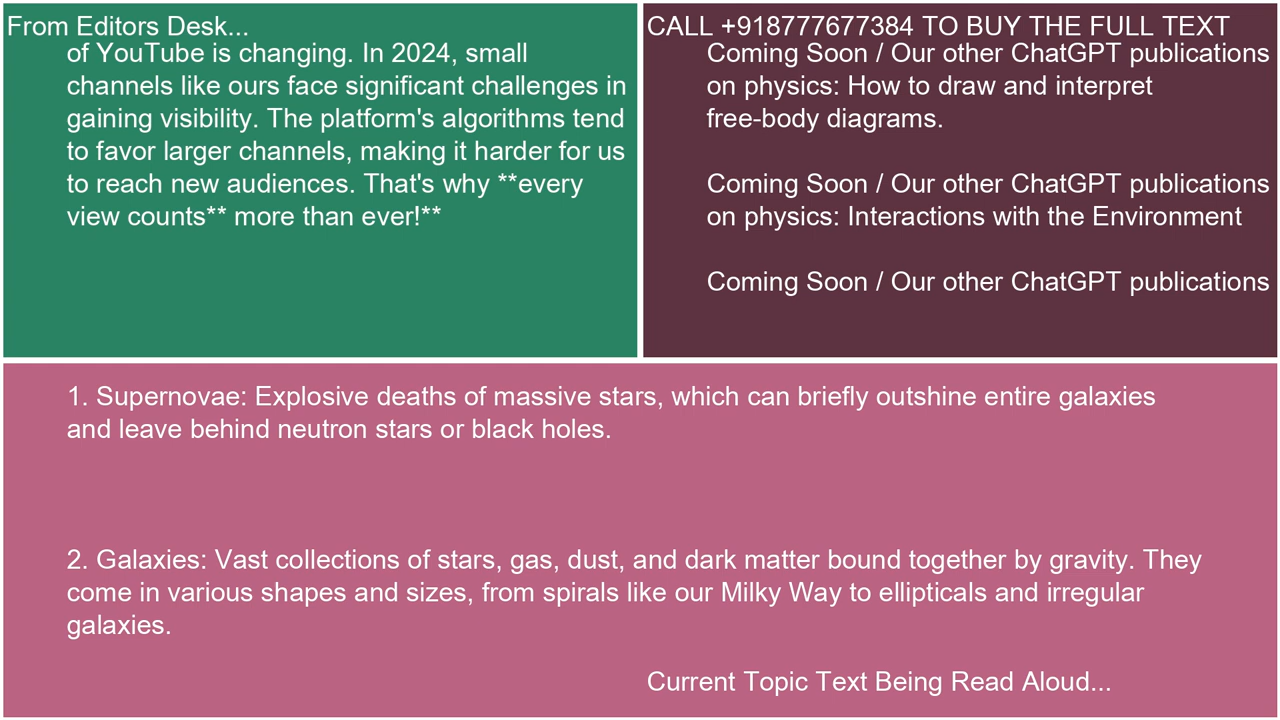 From Editors Desk...
of YouTube is changing. In 2024, small
channels like ours face significant challenges in
gaining visibility. The platform's algorithms tend
to favor larger channels, making it harder for us
to reach new audiences. That's why **every
view counts** more than ever!**
CALL +918777677384 TO BUY THE FULL TEXT
Coming Soon / Our other ChatGPT publications
on physics: How to draw and interpret
free-body diagrams.
Coming Soon / Our other ChatGPT publications
on physics: Interactions with the Environment
Coming Soon / Our other ChatGPT publications
1. Supernovae: Explosive deaths of massive stars, which can briefly outshine entire galaxies
and leave behind neutron stars or black holes.
2. Galaxies: Vast collections of stars, gas, dust, and dark matter bound together by gravity. They
come in various shapes and sizes, from spirals like our Milky Way to ellipticals and irregular
galaxies.
Current Topic Text Being Read Aloud...